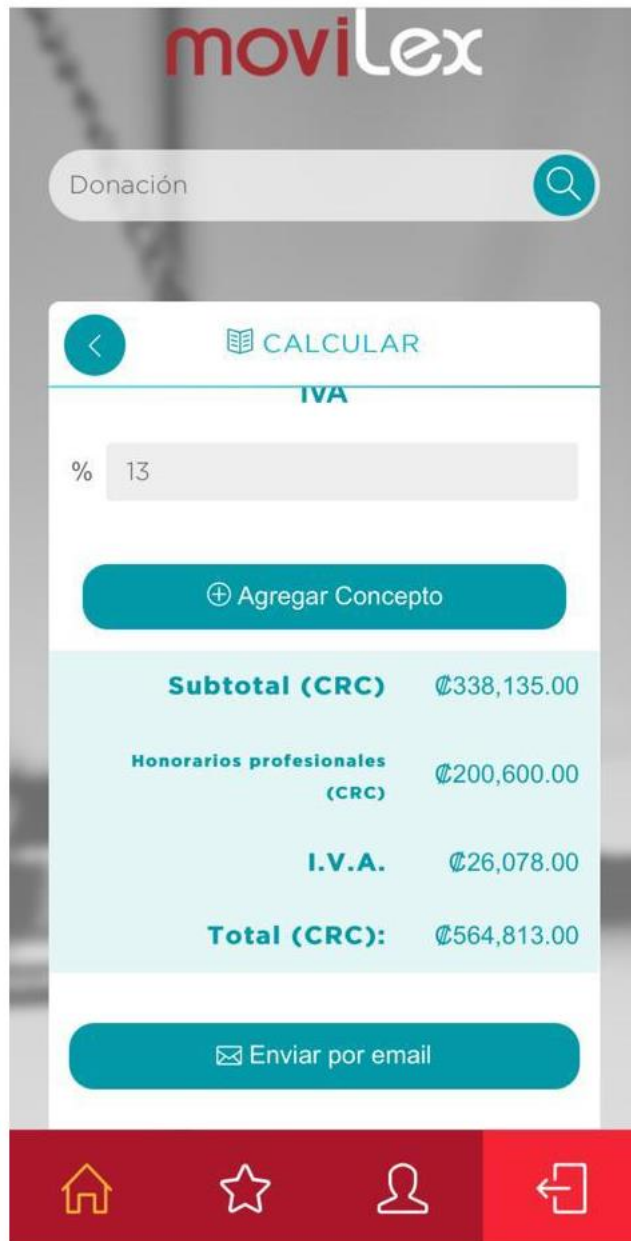 movilex
Donación
CALCULAR
IVA
% 13
Agregar Concepto
Subtotal (CRC) ₡338,135.00
Honorarios profesionales
(CRC) ₡200,600.00
I.V.A. ₡26,078.00
Total (CRC): ₡564,813.00
Enviar por email